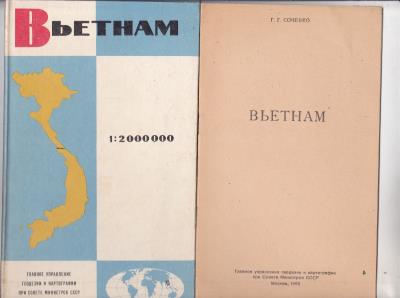 ВЬЕТНАМ
1:2000000
ГЛАВНОЕ УПРАВЛЕНИЕ
ГЕОДЕЗИИ И КАРТОГРАФИИ
ПРИ СОВЕТЕ МИНИСТРОВ СССР
Г. Г. СОЧЕВКО
ВЬЕТНАМ
Главное управление геодезии и картографии
при Совете Министров СССР
Москва,